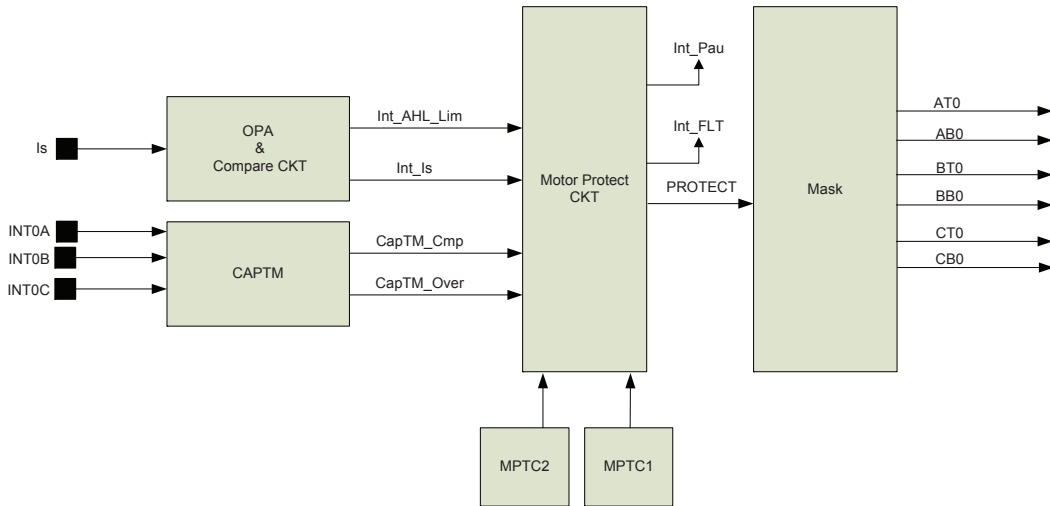 Is
INT0A
INT0B
INT0C
OPA
&
Compare CKT
CAPTM
Int_AHL_Lim
Int_Is
CapTM_Cmp
CapTM_Over
Motor Protect
CKT
MPTC2
MPTC1
Int_Pau
Int_FLT
PROTECT
Mask
AT0
AB0
BT0
BB0
CT0
CB0